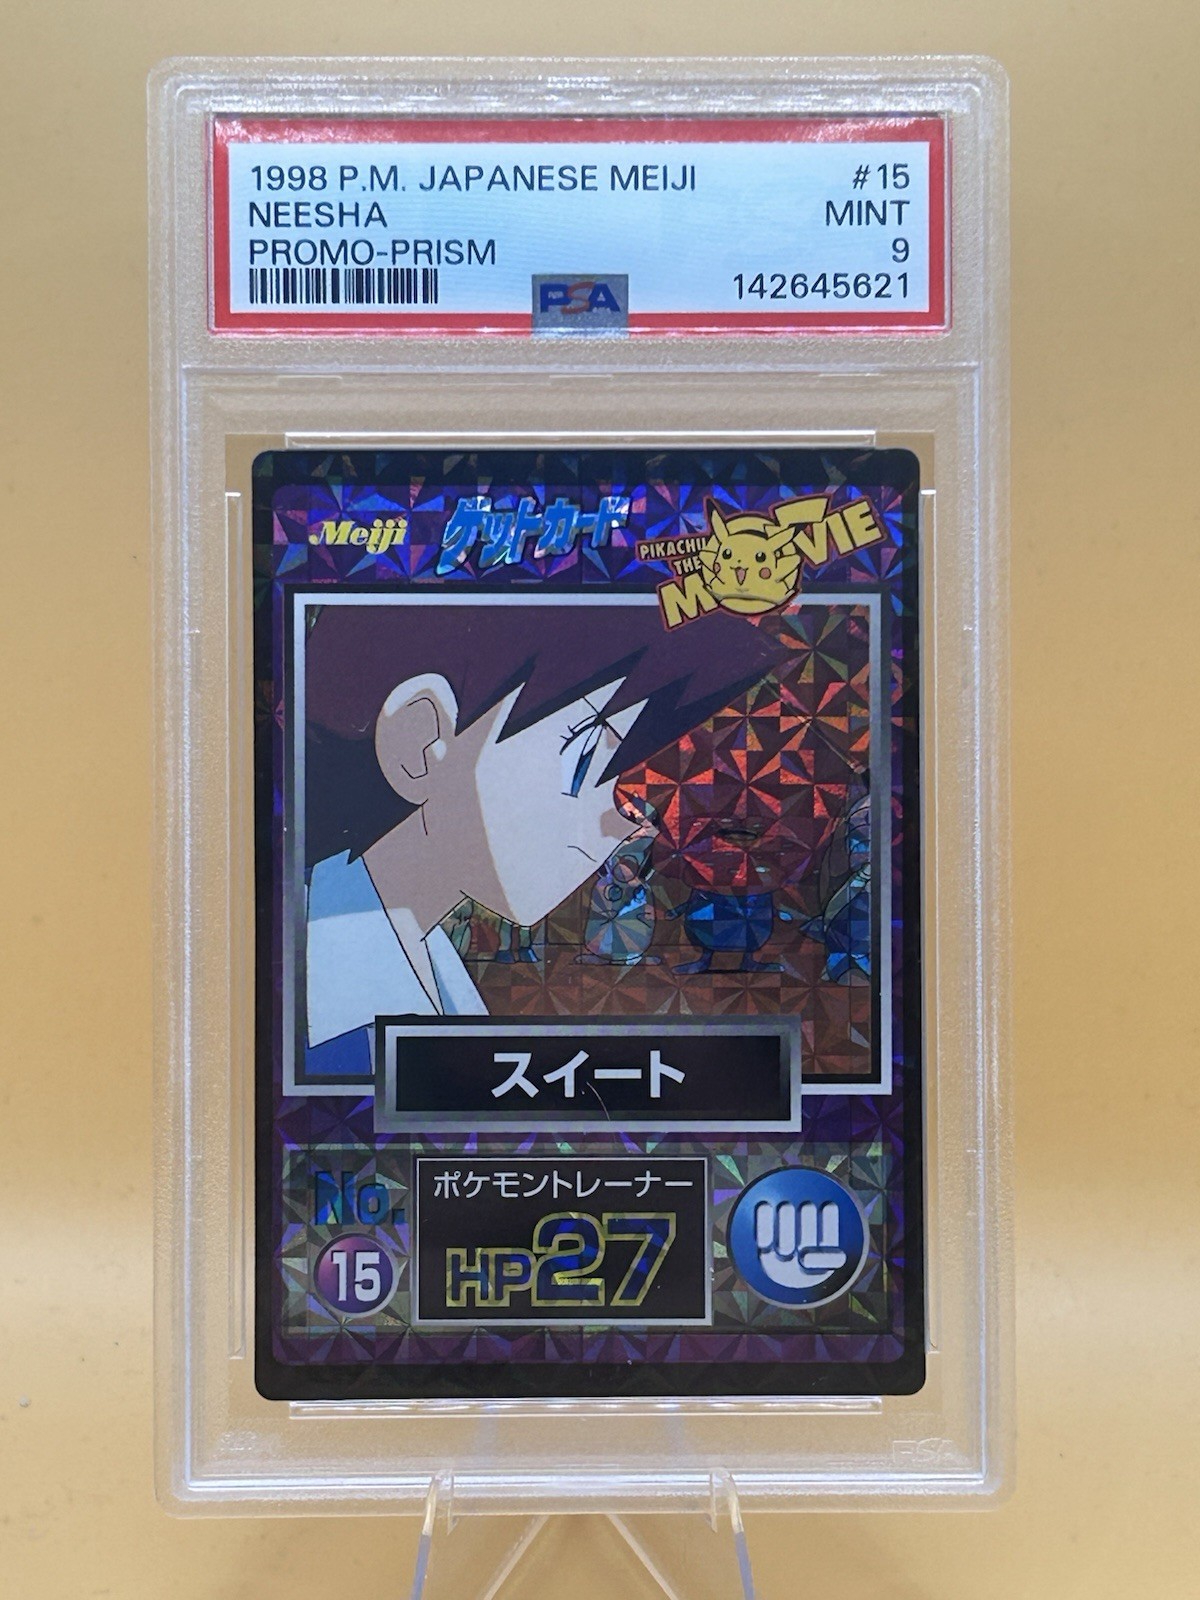 1998 P.M. JAPANESE MEIJI #15
NEESHA MINT
PROMO-PRISM 9
142645621
PSA
Meiji ゲットカード
PIKACHU
THE
MOVIE
スイート
No.
15
ポケモントレーナー
HP27
PSA